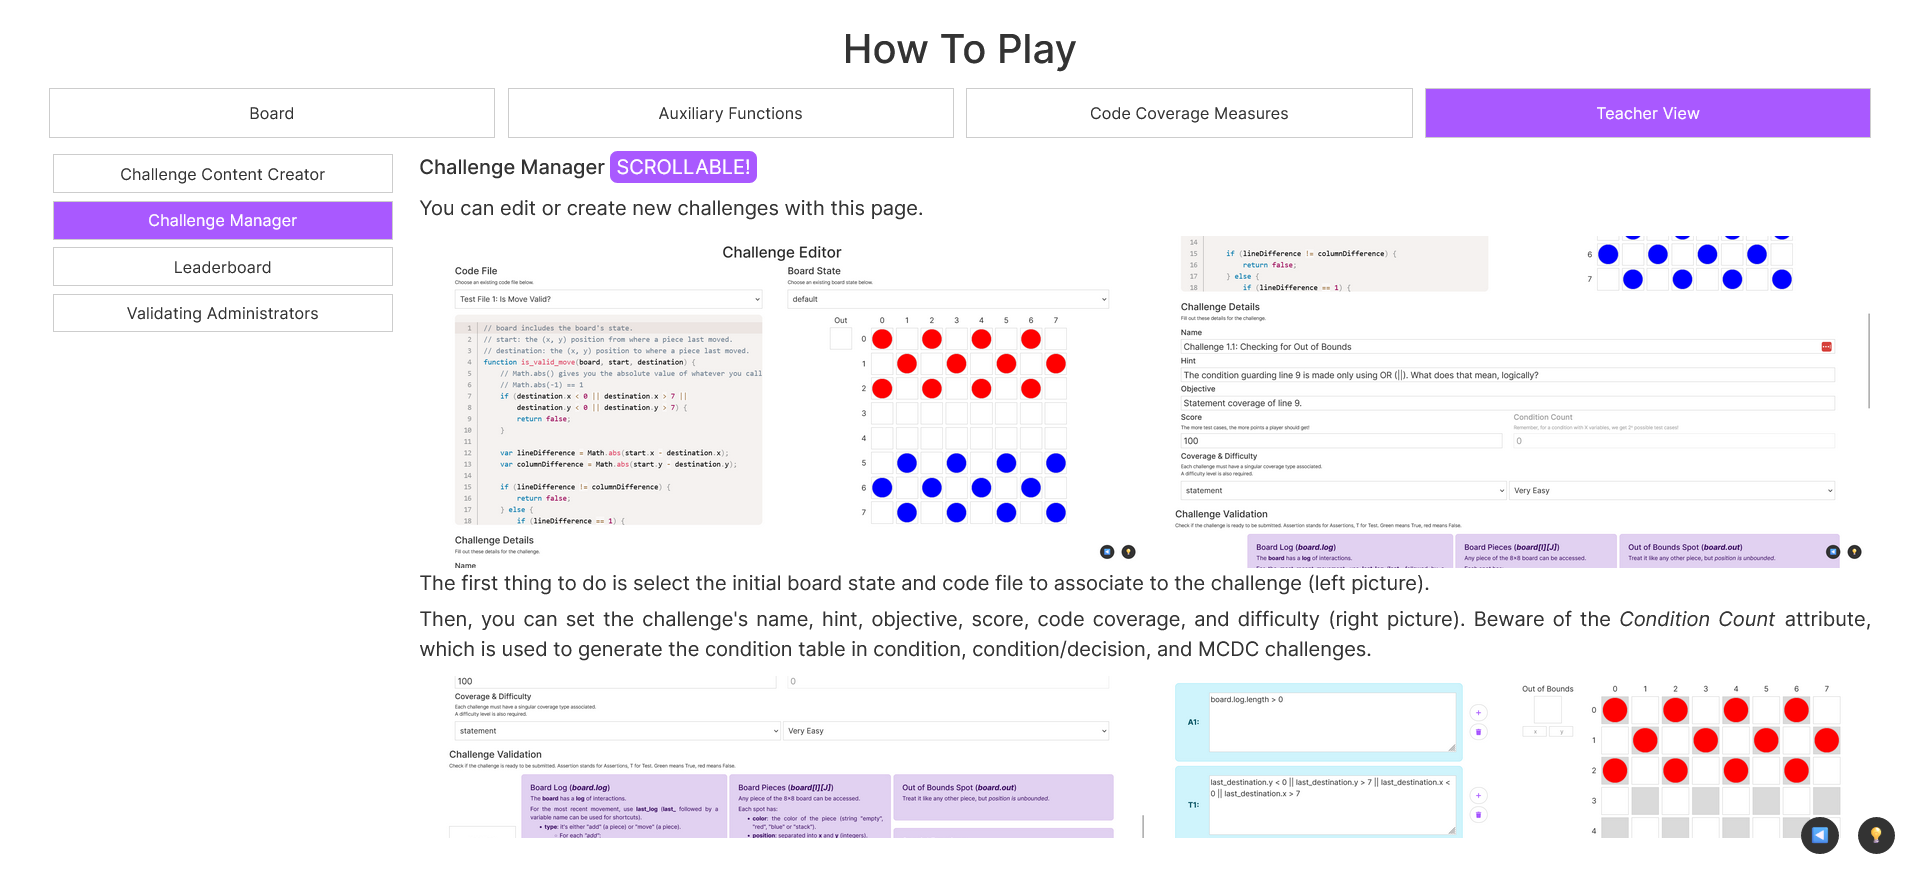 How To Play
Board
Auxiliary Functions
Code Coverage Measures
Teacher View
Challenge Content Creator
Challenge Manager
Leaderboard
Validating Administrators
Challenge Manager SCROLLABLE!
You can edit or create new challenges with this page.
Challenge Editor
Code File
Choose an existing code file below.
Test File 1: Is Move Valid?
Board State
Choose an existing board state below.
default
1 // board includes the board's state.
2 // start: the (x, y) position from where a piece last moved.
3 // destination: the (x, y) position to where a piece last moved.
4 function is_valid_move(board, start, destination) {
5 // Math.abs() gives you the absolute value of whatever you call
6 // Math.abs(-1) == 1
7 if (destination.x < 0 || destination.x > 7 ||
8 destination.y < 0 || destination.y > 7) {
9 return false;
10 }
11
12 var lineDifference = Math.abs(start.x - destination.x);
13 var columnDifference = Math.abs(start.y - destination.y);
14
15 if (lineDifference != columnDifference) {
16 return false;
17 } else {
18 if (lineDifference == 1) {
Out
0 1 2 3 4 5 6 7
0
1
2
3
4
5
6
7
Challenge Details
Fill out these details for the challenge.
Name
14
15 if (lineDifference != columnDifference) {
16 return false;
17 } else {
18 if (lineDifference == 1) {
6
7
Challenge Details
Fill out these details for the challenge.
Name
Challenge 1.1: Checking for Out of Bounds
Hint
The condition guarding line 9 is made only using OR (||). What does that mean, logically?
Objective
Statement coverage of line 9.
Score
The more test cases, the more points a player should get!
100
Condition Count
Remember, for a condition with X variables, we get 2ˣ possible test cases!
0
Coverage & Difficulty
Each challenge must have a singular coverage type associated.
A difficulty level is also required.
statement
Very Easy
Challenge Validation
Check if the challenge is ready to be submitted. Assertion stands for Assertions, T for Test. Green means True, red means False.
Board Log (board.log)
The board has a log of interactions.
Board Pieces (board[I][J])
Any piece of the 8×8 board can be accessed.
Out of Bounds Spot (board.out)
Treat it like any other piece, but position is unbounded.
The first thing to do is select the initial board state and code file to associate to the challenge (left picture).
Then, you can set the challenge's name, hint, objective, score, code coverage, and difficulty (right picture). Beware of the Condition Count attribute,
which is used to generate the condition table in condition, condition/decision, and MCDC challenges.
100
0
Coverage & Difficulty
Each challenge must have a singular coverage type associated.
A difficulty level is also required.
statement
Very Easy
Challenge Validation
Check if the challenge is ready to be submitted. Assertion stands for Assertions, T for Test. Green means True, red means False.
Board Log (board.log)
The board has a log of interactions.
For the most recent movement, use last_log (last_ followed by a
variable name can be used for shortcuts).
• type: it's either "add" (a piece) or "move" (a piece).
◦ For each "add":
Board Pieces (board[I][J])
Any piece of the 8×8 board can be accessed.
Each spot has:
• color: the color of the piece (string "empty",
"red", "blue" or "stack").
• position: separated into x and y (integers).
Out of Bounds Spot (board.out)
Treat it like any other piece, but position is unbounded.
A1:
board.log.length > 0
T1:
last_destination.y < 0 || last_destination.y > 7 || last_destination.x <
0 || last_destination.x > 7
Out of Bounds
x y
0 1 2 3 4 5 6 7
0
1
2
3
4